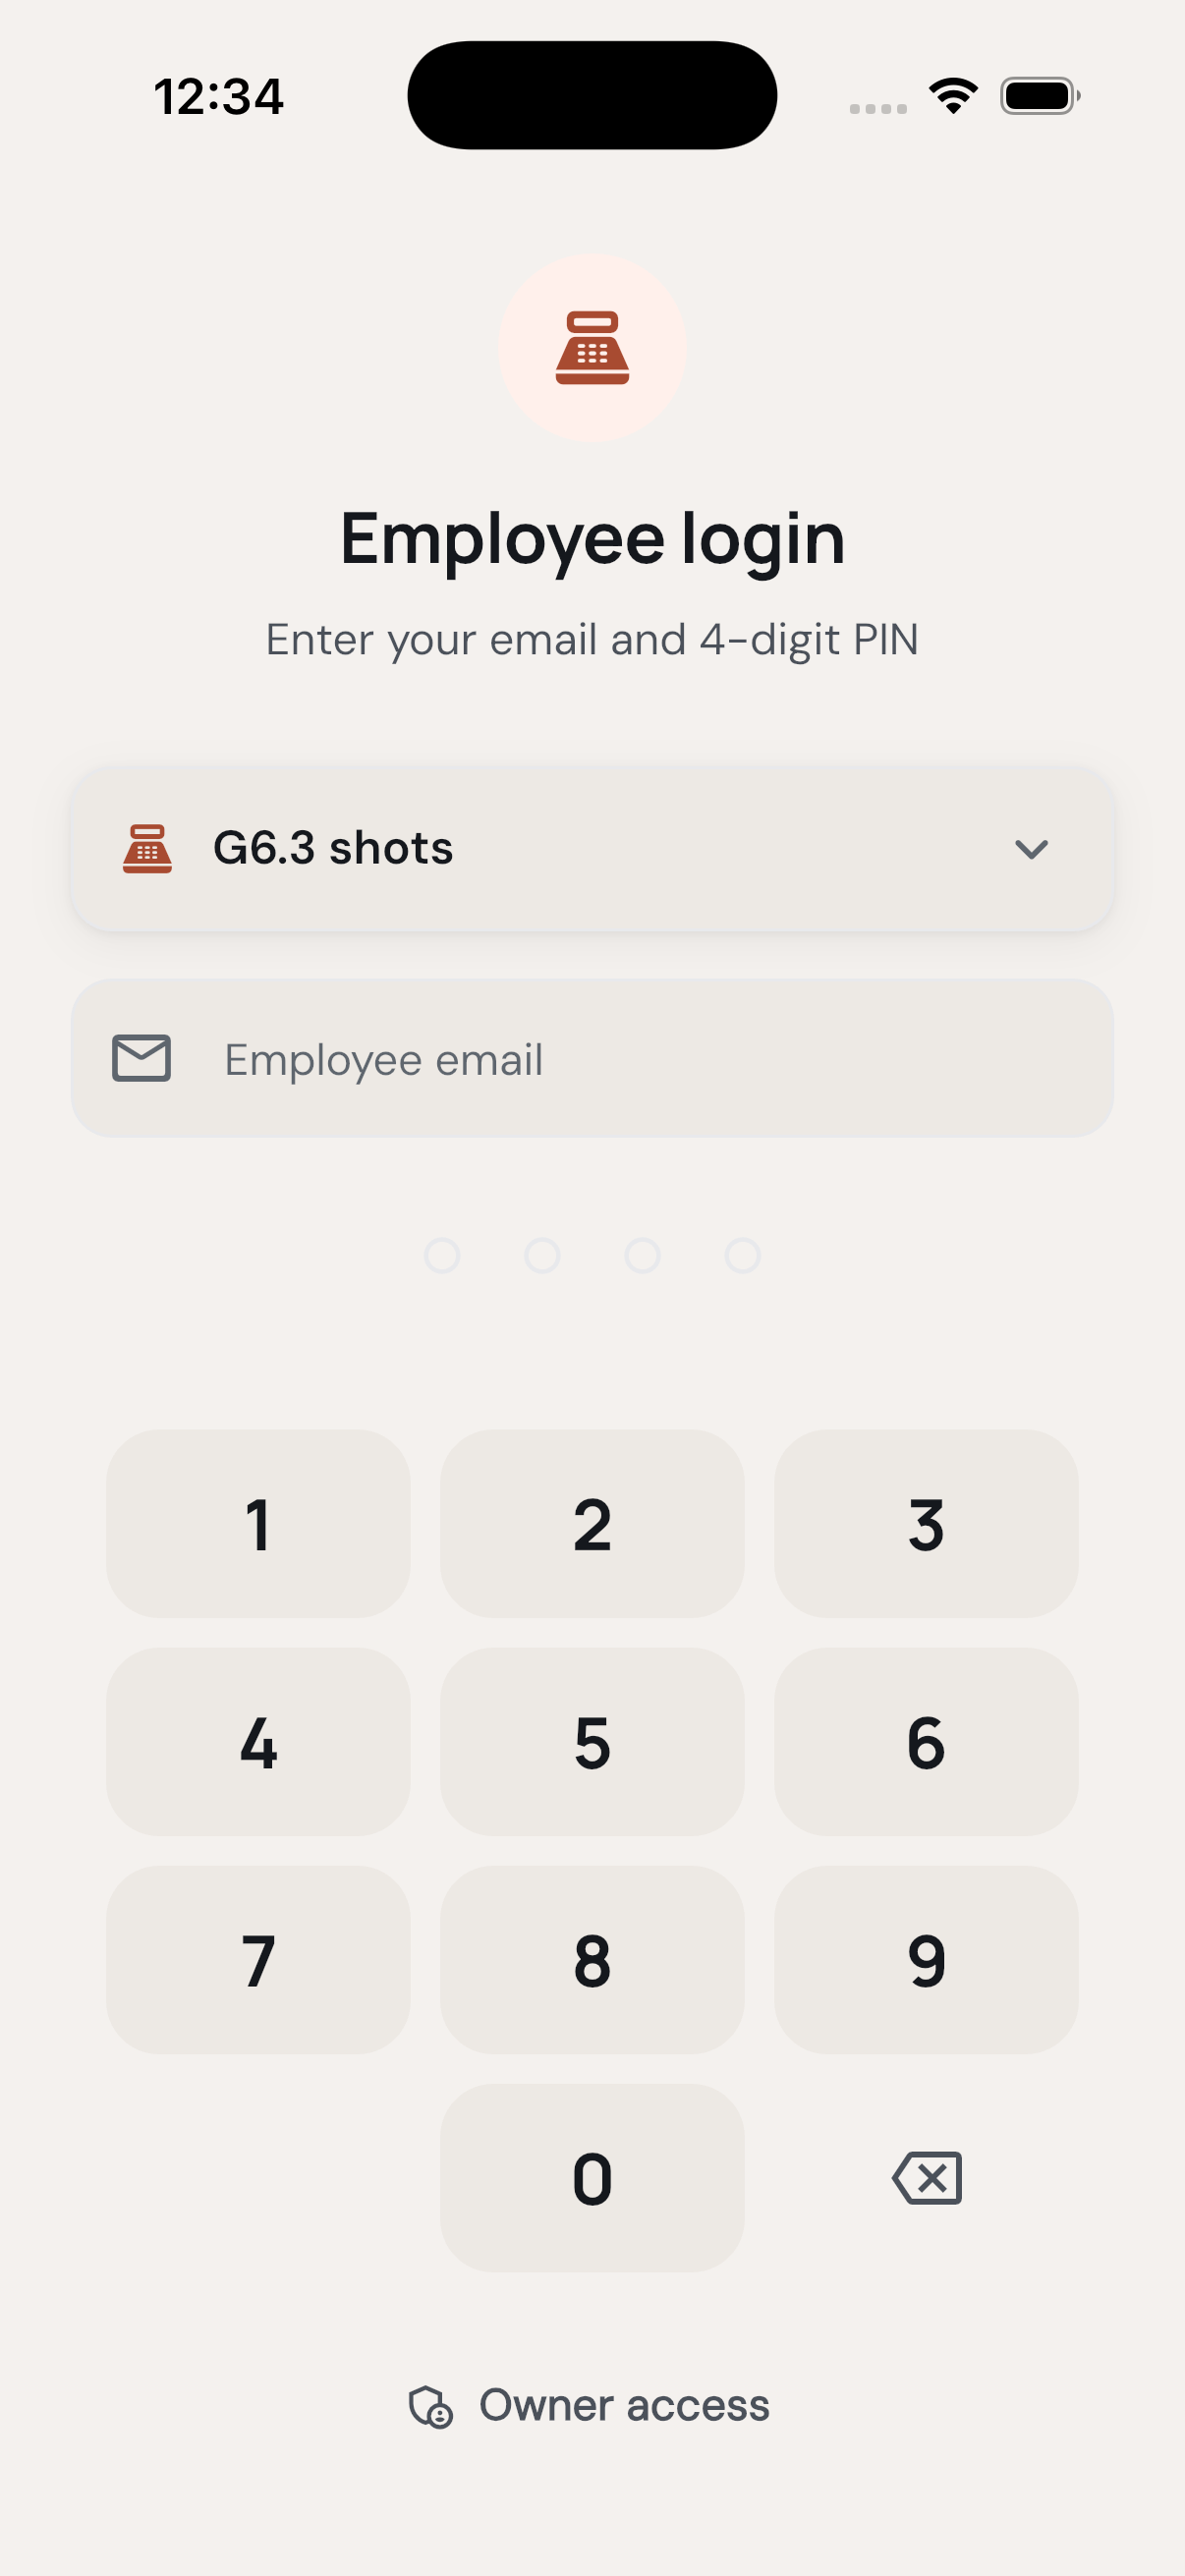 12:34
Employee login
Enter your email and 4-digit PIN
G6.3 shots
Employee email
1 2 3
4 5 6
7 8 9
0
Owner access